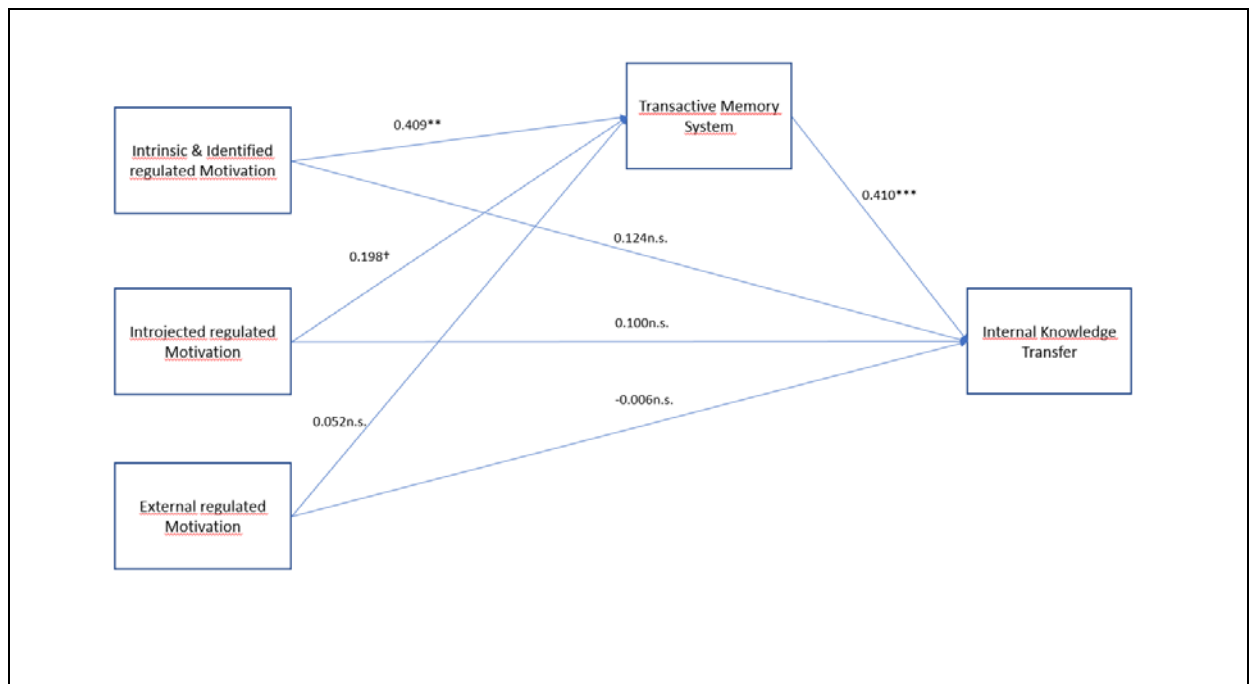 Transactive Memory
System
0.409**
Intrinsic & Identified
regulated Motivation
0.410***
0.124n.s.
0.198†
Introjected regulated
Motivation
0.100n.s.
Internal Knowledge
Transfer
-0.006n.s.
0.052n.s.
External regulated
Motivation